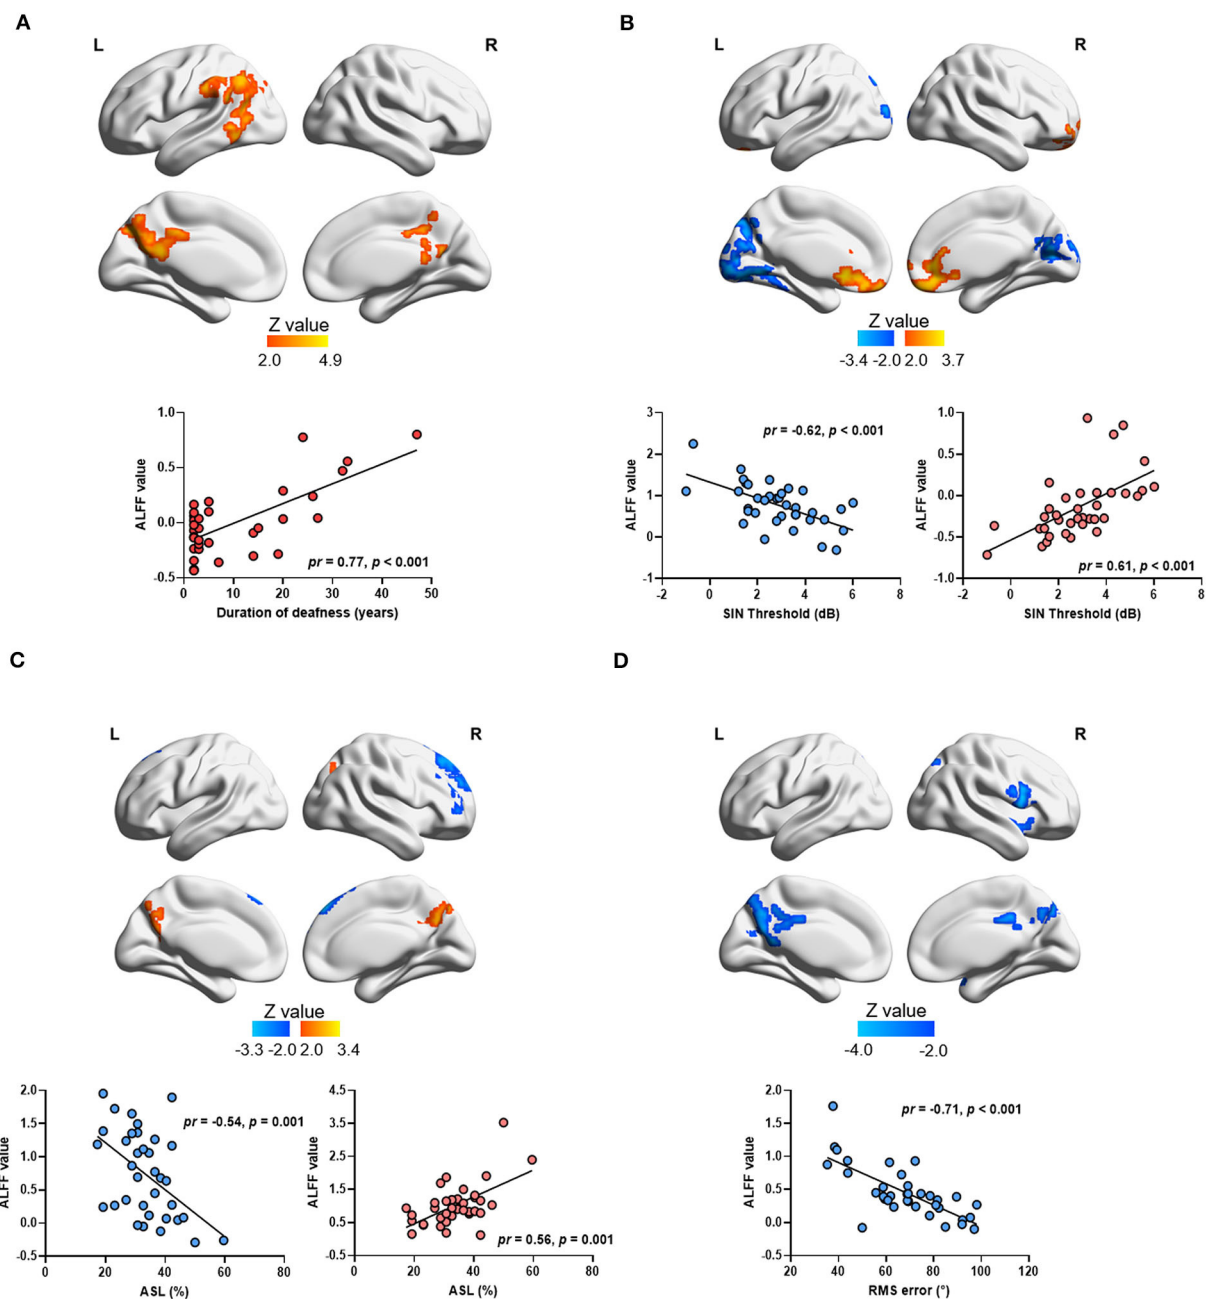 A
L
R
Z value
2.0 4.9
1.0
0.5
0.0
-0.5
ALFF value
pr = 0.77, p < 0.001
0 10 20 30 40 50
Duration of deafness (years)
B
L
R
Z value
-3.4 -2.0 2.0 3.7
3
2
1
0
-1
ALFF value
pr = -0.62, p < 0.001
-2 0 2 4 6 8
SIN Threshold (dB)
1.0
0.5
0.0
-0.5
-1.0
ALFF value
pr = 0.61, p < 0.001
-2 0 2 4 6 8
SIN Threshold (dB)
C
L
R
Z value
-3.3 -2.0 2.0 3.4
2.0
1.5
1.0
0.5
0.0
-0.5
ALFF value
pr = -0.54, p = 0.001
0 20 40 60 80
ASL (%)
4.5
3.5
2.5
1.5
0.5
-0.5
ALFF value
pr = 0.56, p = 0.001
0 20 40 60 80
ASL (%)
D
L
R
Z value
-4.0 -2.0
2.0
1.5
1.0
0.5
0.0
-0.5
ALFF value
pr = -0.71, p < 0.001
20 40 60 80 100 120
RMS error (°)